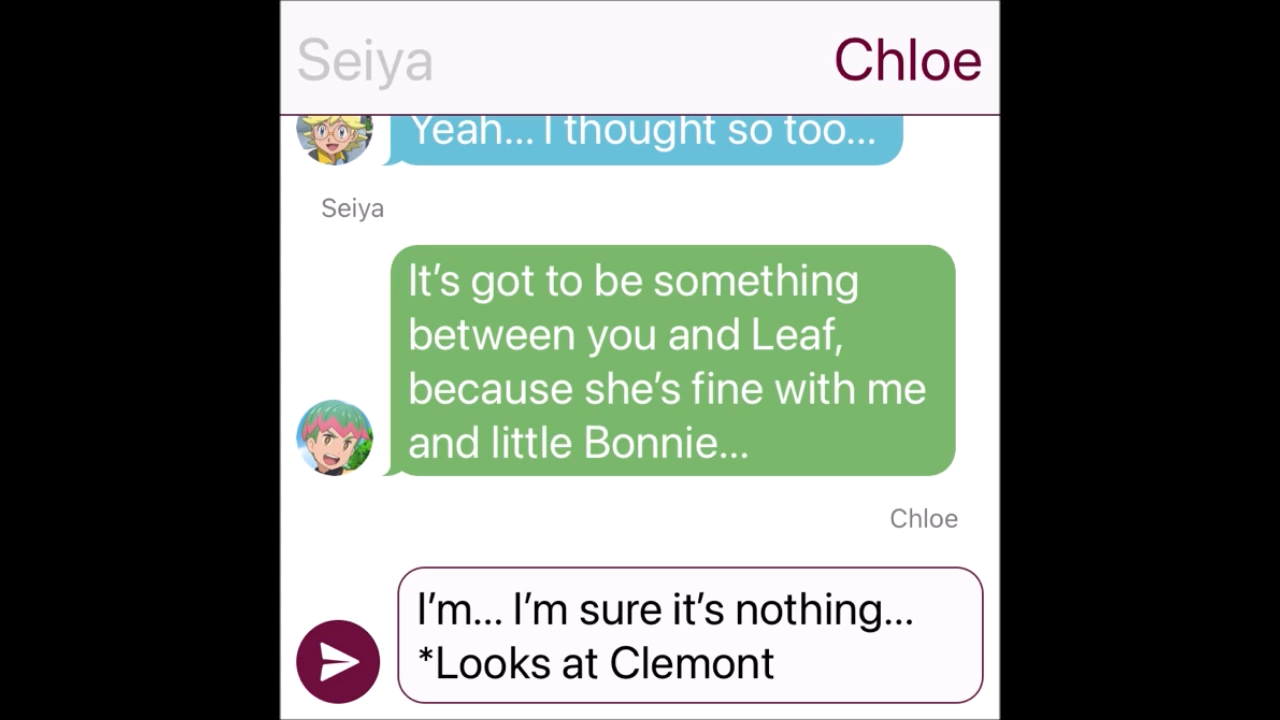 Seiya Chloe
Yeah... I thought so too...
Seiya
It's got to be something
between you and Leaf,
because she's fine with me
and little Bonnie...
Chloe
I'm... I'm sure it's nothing...
*Looks at Clemont